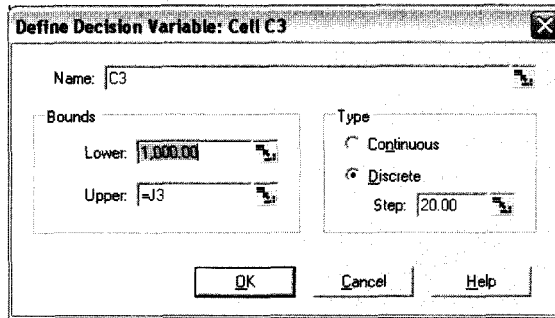 Define Decision Variable: Cell C3
Name: C3
Bounds
Lower: 1,000.00
Upper: =J3
Type
Continuous
Discrete
Step: 20.00
OK Cancel Help